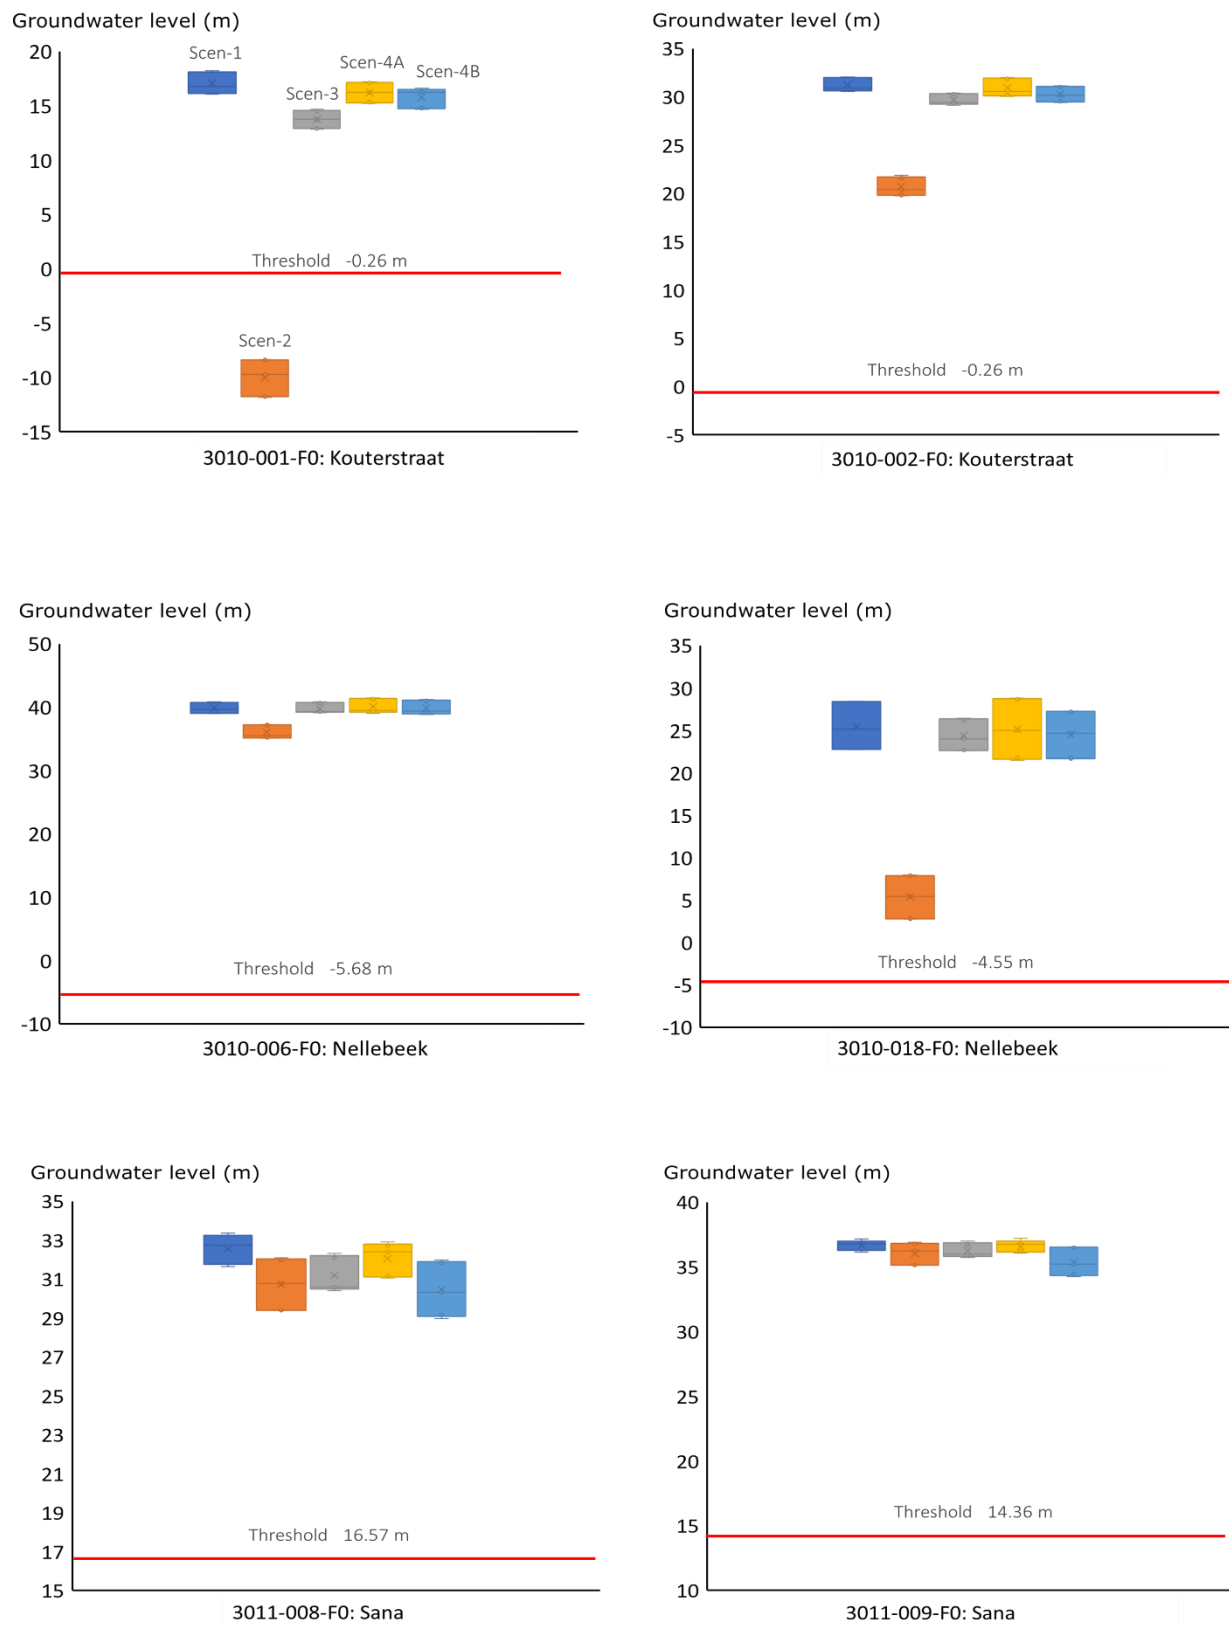 Groundwater level (m)
20
15
10
5
0
-5
-10
-15
Scen-1
Scen-2
Scen-3
Scen-4A
Scen-4B
Threshold -0.26 m
3010-001-F0: Kouterstraat
Groundwater level (m)
35
30
25
20
15
10
5
0
-5
Threshold -0.26 m
3010-002-F0: Kouterstraat
Groundwater level (m)
50
40
30
20
10
0
-10
Threshold -5.68 m
3010-006-F0: Nellebeek
Groundwater level (m)
35
30
25
20
15
10
5
0
-5
-10
Threshold -4.55 m
3010-018-F0: Nellebeek
Groundwater level (m)
35
33
31
29
27
25
23
21
19
17
15
Threshold 16.57 m
3011-008-F0: Sana
Groundwater level (m)
40
35
30
25
20
15
10
Threshold 14.36 m
3011-009-F0: Sana